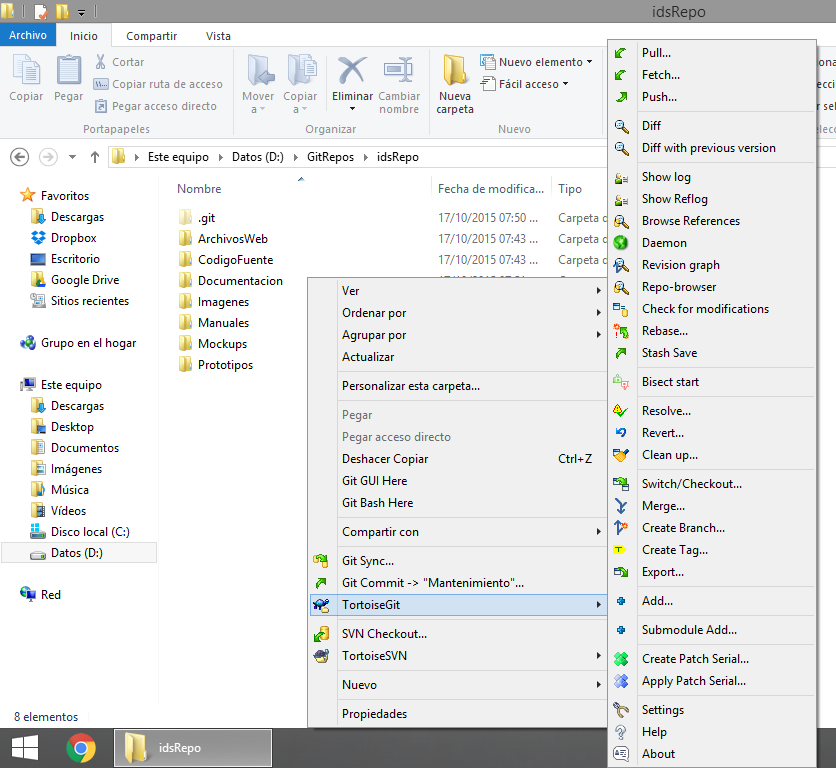 idsRepo
Archivo
Inicio
Compartir
Vista
Copiar
Pegar
Cortar
Copiar ruta de acceso
Pegar acceso directo
Portapapeles
Mover a
Copiar a
Eliminar
Cambiar nombre
Organizar
Nueva carpeta
Nuevo elemento
Fácil acceso
Nuevo
Este equipo
Datos (D:)
GitRepos
idsRepo
Favoritos
Descargas
Dropbox
Escritorio
Google Drive
Sitios recientes
Grupo en el hogar
Este equipo
Descargas
Desktop
Documentos
Imágenes
Música
Vídeos
Disco local (C:)
Datos (D:)
Red
8 elementos
Nombre
Fecha de modifica...
Tipo
.git
17/10/2015 07:50 ...
Carpeta d
ArchivosWeb
17/10/2015 07:43 ...
Carpeta d
CodigoFuente
17/10/2015 07:43 ...
Carpeta d
Documentacion
Imagenes
Manuales
Mockups
Prototipos
Ver
Ordenar por
Agrupar por
Actualizar
Personalizar esta carpeta...
Pegar
Pegar acceso directo
Deshacer Copiar Ctrl+Z
Git GUI Here
Git Bash Here
Compartir con
Git Sync...
Git Commit -> "Mantenimiento"...
TortoiseGit
SVN Checkout...
TortoiseSVN
Nuevo
Propiedades
Pull...
Fetch...
Push...
Diff
Diff with previous version
Show log
Show Reflog
Browse References
Daemon
Revision graph
Repo-browser
Check for modifications
Rebase...
Stash Save
Bisect start
Resolve...
Revert...
Clean up...
Switch/Checkout...
Merge...
Create Branch...
Create Tag...
Export...
Add...
Submodule Add...
Create Patch Serial...
Apply Patch Serial...
Settings
Help
About
idsRepo